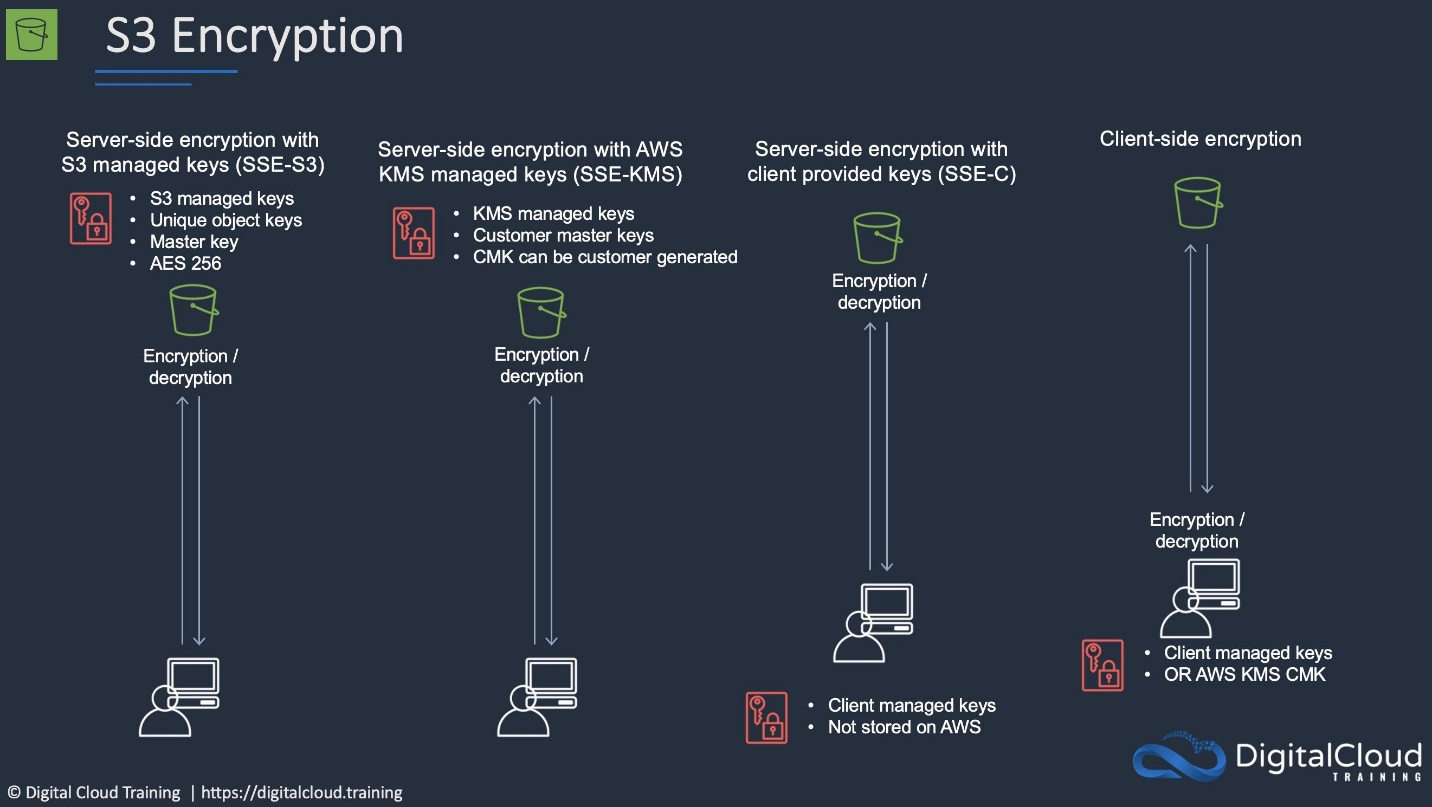 S3 Encryption
Server-side encryption with
S3 managed keys (SSE-S3)
• S3 managed keys
• Unique object keys
• Master key
• AES 256
Encryption /
decryption
Server-side encryption with AWS
KMS managed keys (SSE-KMS)
• KMS managed keys
• Customer master keys
• CMK can be customer generated
Encryption /
decryption
Server-side encryption with
client provided keys (SSE-C)
Encryption /
decryption
• Client managed keys
• Not stored on AWS
Client-side encryption
Encryption /
decryption
• Client managed keys
• OR AWS KMS CMK
DigitalCloud
TRAINING
© Digital Cloud Training | https://digitalcloud.training